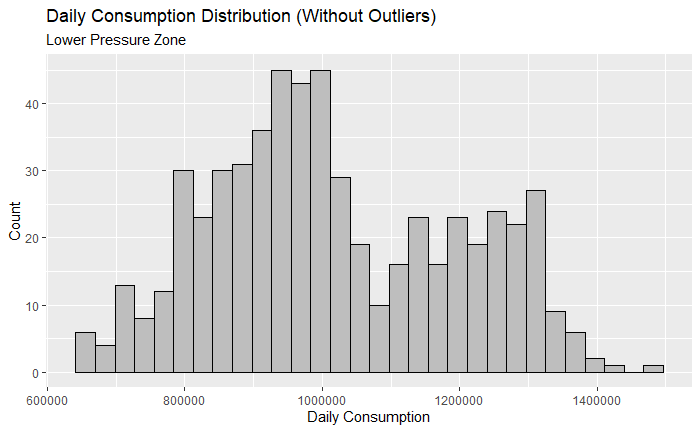 Daily Consumption Distribution (Without Outliers)
Lower Pressure Zone
Count
40
30
20
10
0
600000 800000 1000000 1200000 1400000
Daily Consumption